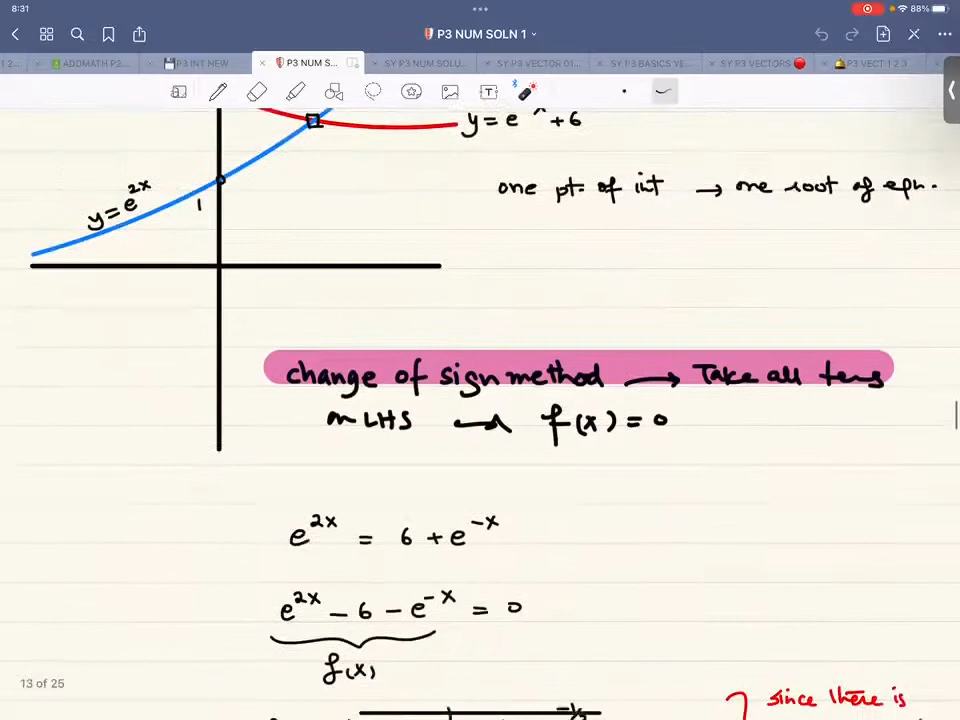 8:31
88%
P3 NUM SOLN 1
ADDMATH P2...
P3 INT NEW
P3 NUM S...
SY P3 NUM SOLU...
SY P3 VECTOR 01...
SY P3 BASICS VE...
SY P3 VECTORS
P3 VECT 1 2 3
y = e^-x + 6
one pt. of int → one root of eqn.
y = e^2x
1
change of sign method → Take all terms
on LHS → f(x) = 0
e^2x = 6 + e^-x
e^2x - 6 - e^-x = 0
f(x)
13 of 25
since there is